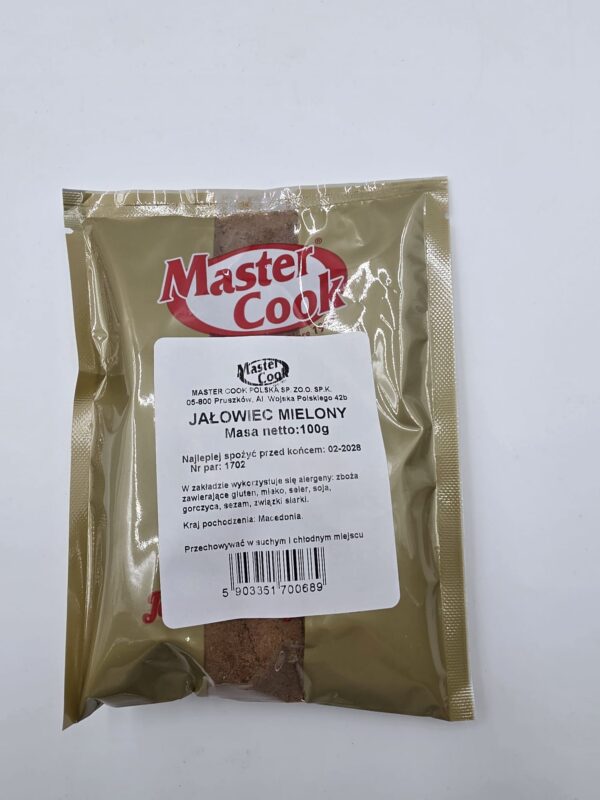 Master
Cook®
Master
Cook
MASTER COOK POLSKA SP. ZO.O. SP.K.
05-800 Pruszków, Al. Wojska Polskiego 42b
JAŁOWIEC MIELONY
Masa netto:100g
Najlepiej spożyć przed końcem: 02-2028
Nr par: 1702
W zakładzie wykorzystuje się alergeny: zboża
zawierające gluten, mleko, seler, soja,
gorczyca, sezam, związki siarki.
Kraj pochodzenia: Macedonia.
Przechowywać w suchym i chłodnym miejscu
5 903351 700689